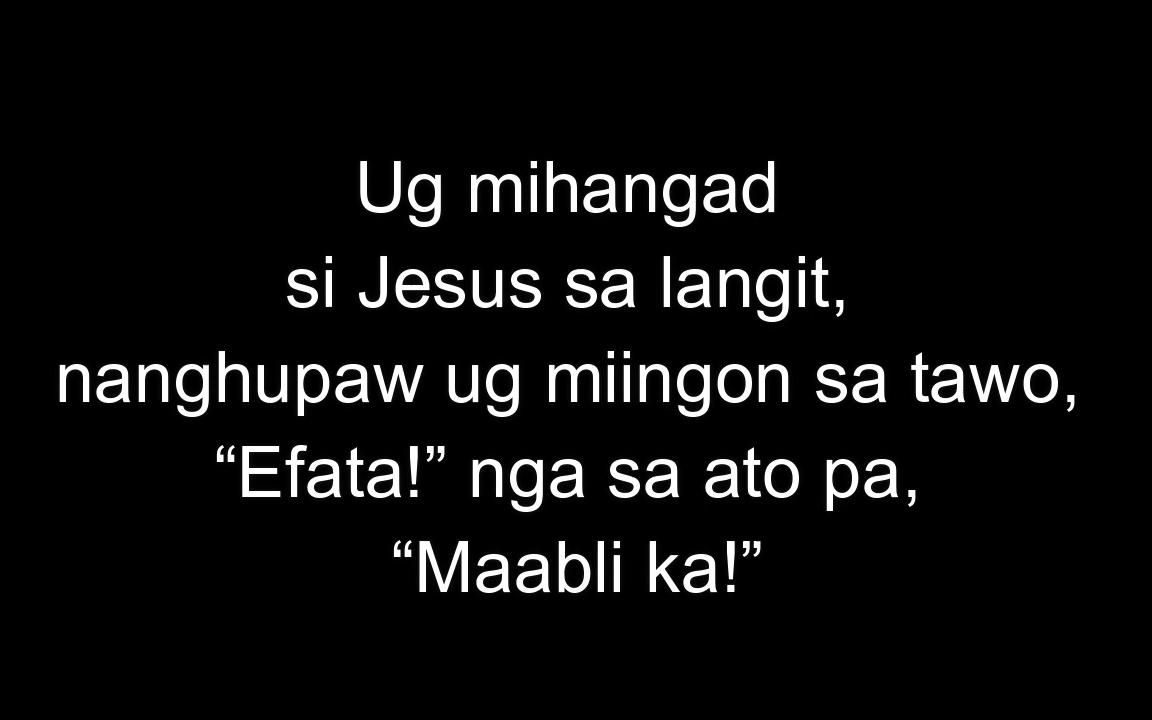 Ug mihangad
si Jesus sa langit,
nanghupaw ug miingon sa tawo,
“Efata!” nga sa ato pa,
“Maabli ka!”